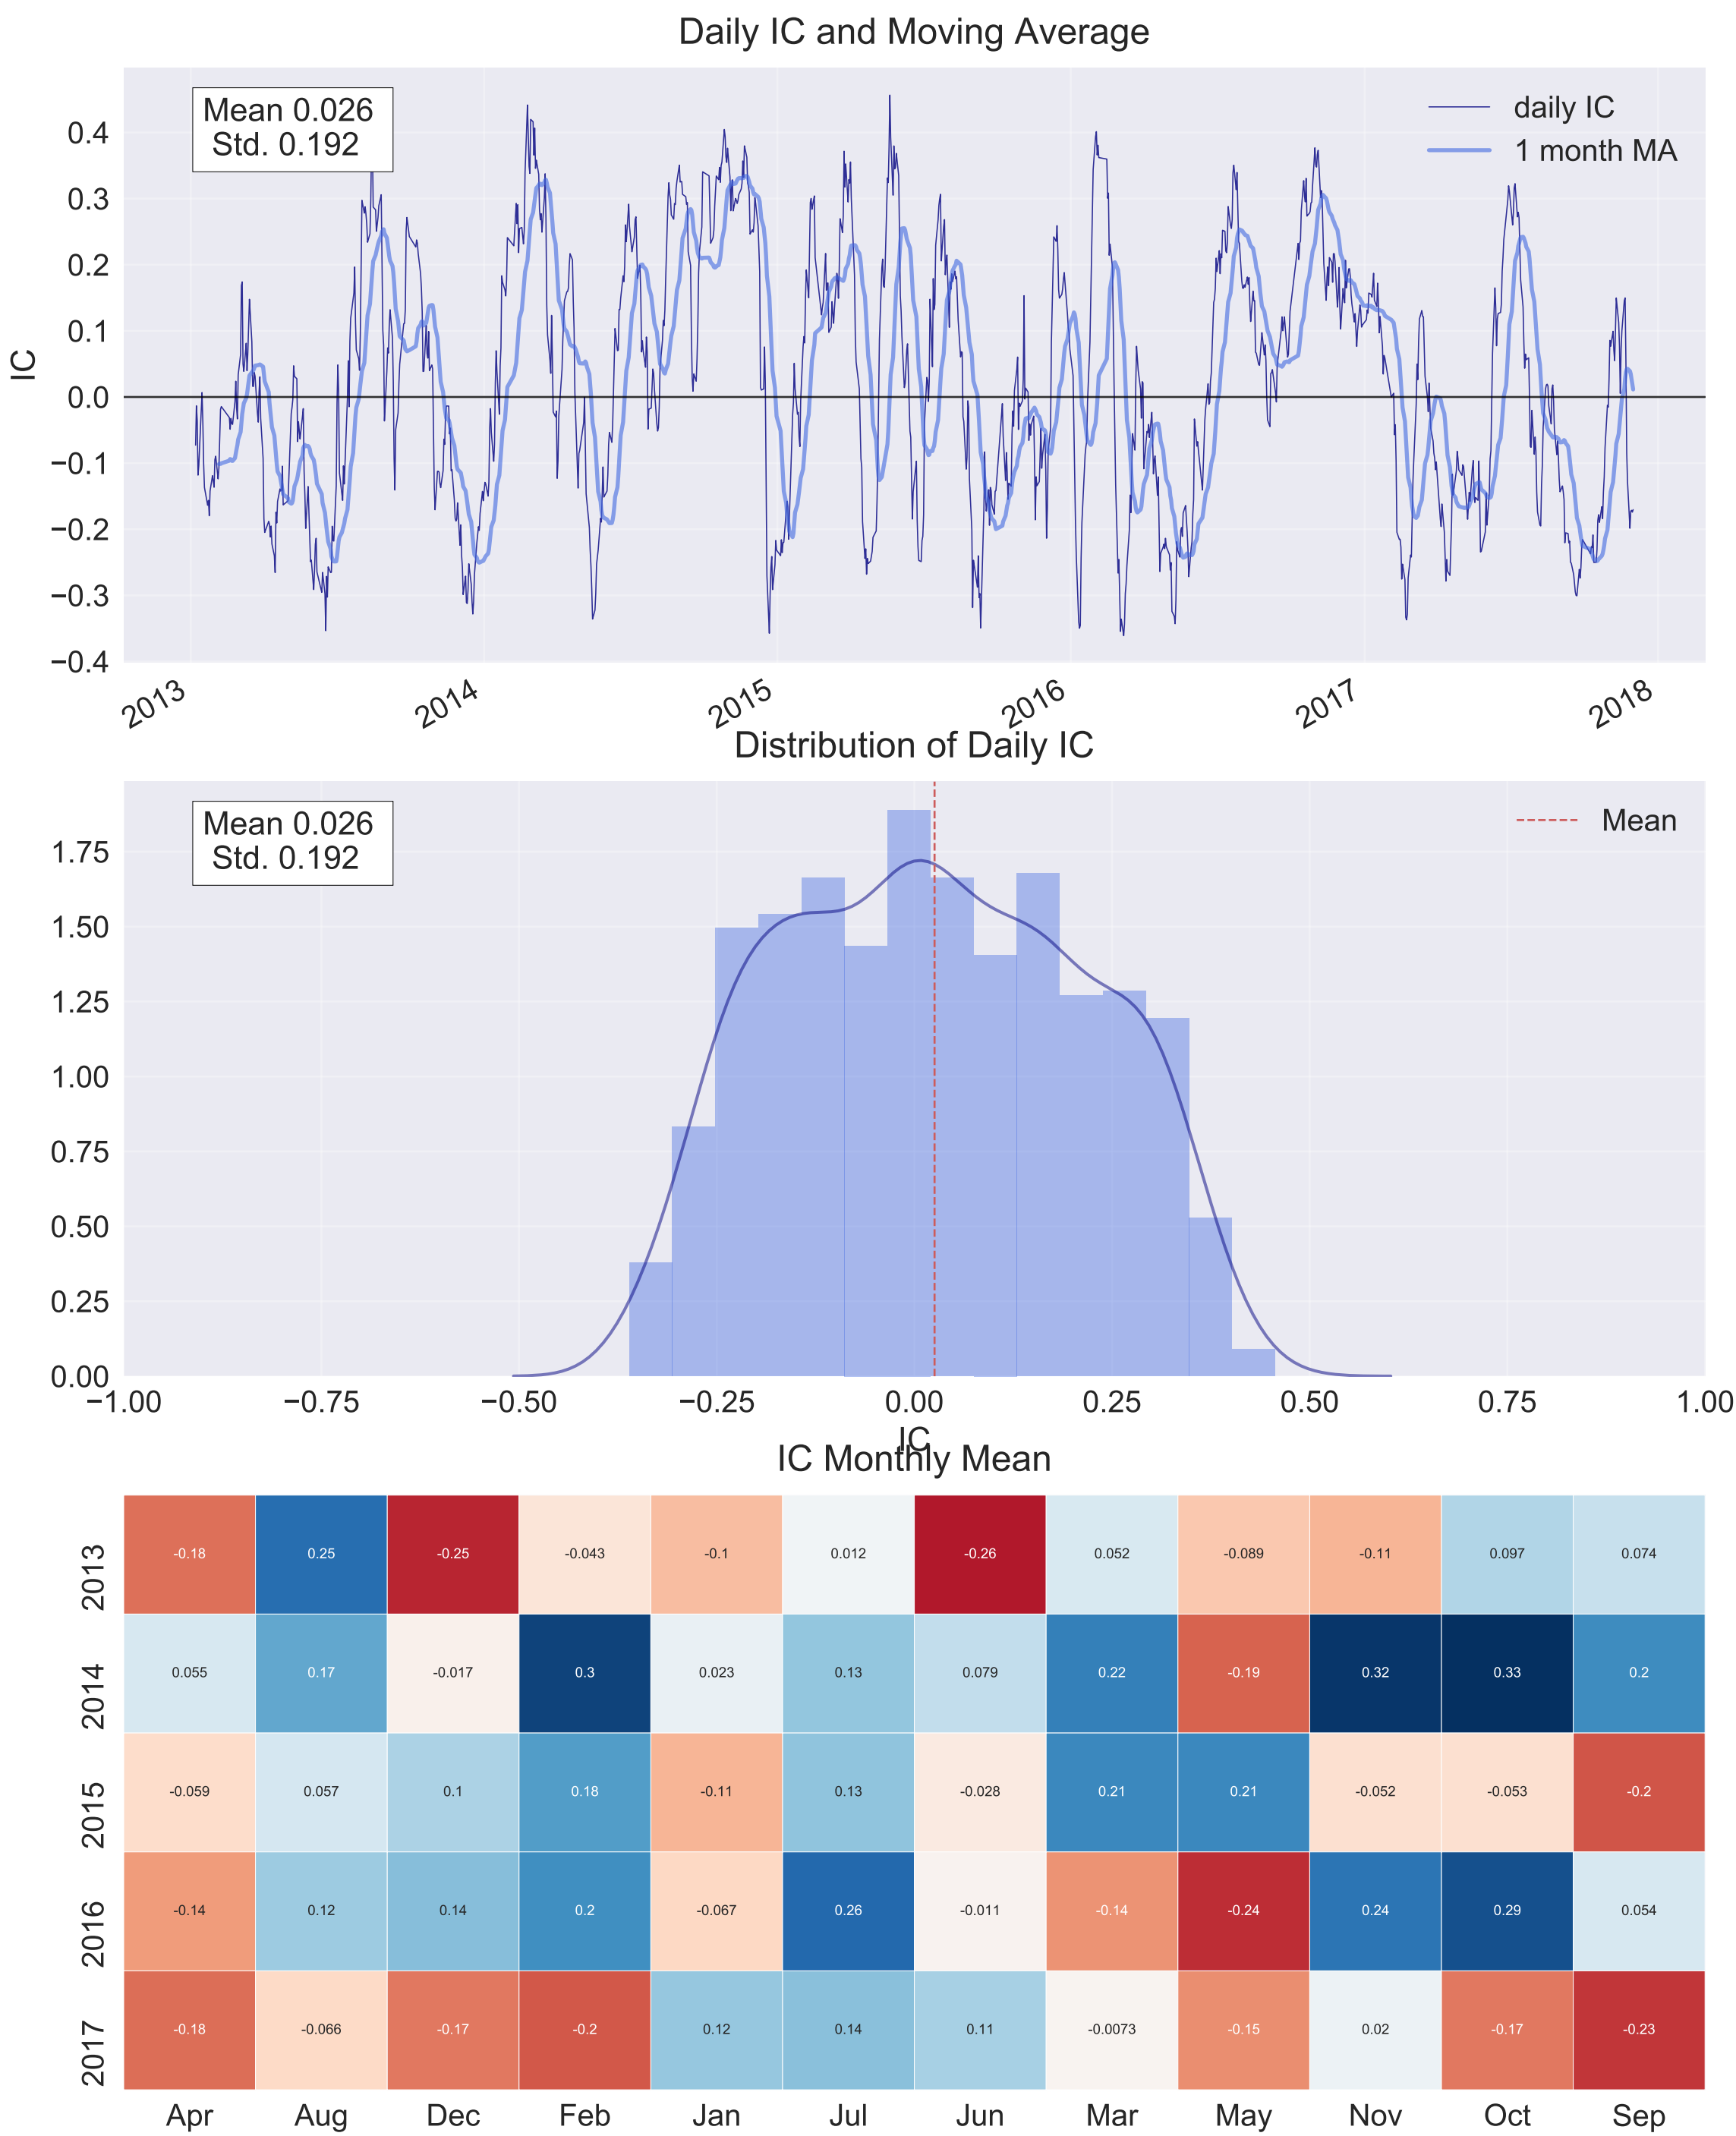 Daily IC and Moving Average
Mean 0.026
Std. 0.192
daily IC
1 month MA
IC
0.4
0.3
0.2
0.1
0.0
−0.1
−0.2
−0.3
−0.4
2013 2014 2015 2016 2017 2018
Distribution of Daily IC
Mean 0.026
Std. 0.192
Mean
1.75
1.50
1.25
1.00
0.75
0.50
0.25
0.00
−1.00 −0.75 −0.50 −0.25 0.00 0.25 0.50 0.75 1.00
IC
IC Monthly Mean
2013 -0.18 0.25 -0.25 -0.043 -0.1 0.012 -0.26 0.052 -0.089 -0.11 0.097 0.074
2014 0.055 0.17 -0.017 0.3 0.023 0.13 0.079 0.22 -0.19 0.32 0.33 0.2
2015 -0.059 0.057 0.1 0.18 -0.11 0.13 -0.028 0.21 0.21 -0.052 -0.053 -0.2
2016 -0.14 0.12 0.14 0.2 -0.067 0.26 -0.011 -0.14 -0.24 0.24 0.29 0.054
2017 -0.18 -0.066 -0.17 -0.2 0.12 0.14 0.11 -0.0073 -0.15 0.02 -0.17 -0.23
Apr Aug Dec Feb Jan Jul Jun Mar May Nov Oct Sep